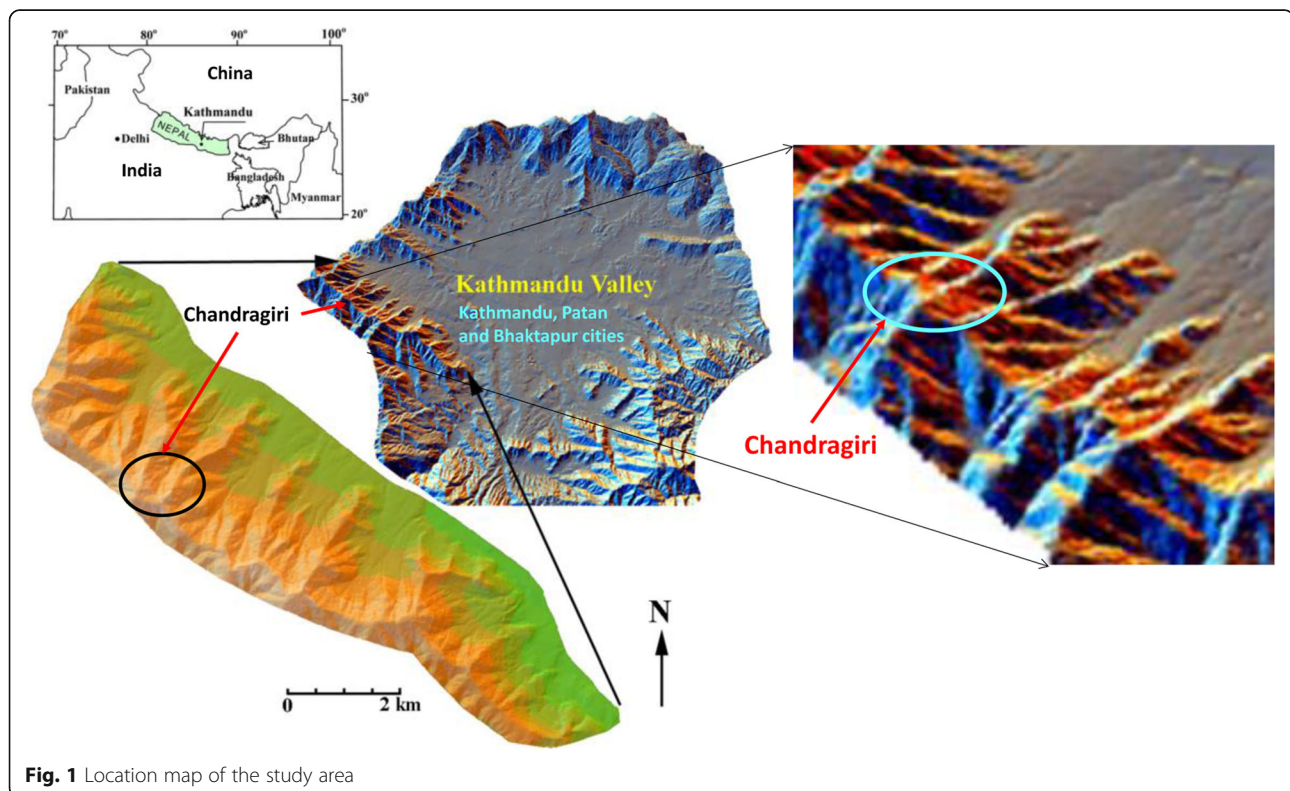 70°
80°
90°
100°
China
Pakistan
30°
Kathmandu
NEPAL
Delhi
Bhutan
India
Bangladesh
Myanmar
20°
Kathmandu Valley
Kathmandu, Patan
and Bhaktapur cities
Chandragiri
Chandragiri
N
0 2 km
Fig. 1 Location map of the study area